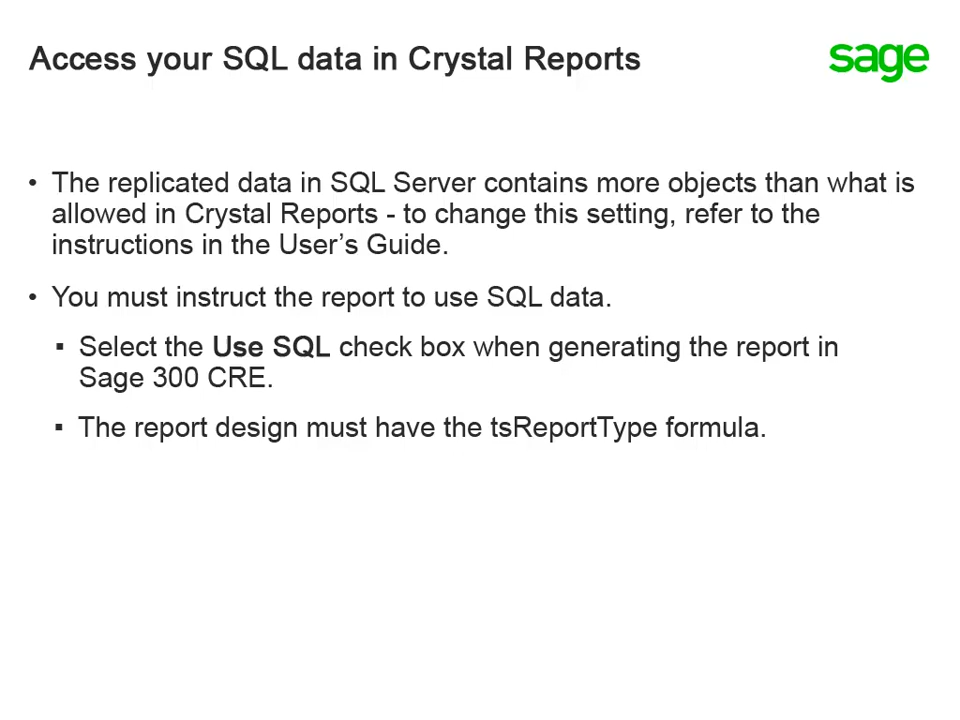 Access your SQL data in Crystal Reports
sage
• The replicated data in SQL Server contains more objects than what is
allowed in Crystal Reports - to change this setting, refer to the
instructions in the User’s Guide.
• You must instruct the report to use SQL data.
▪ Select the Use SQL check box when generating the report in
Sage 300 CRE.
▪ The report design must have the tsReportType formula.